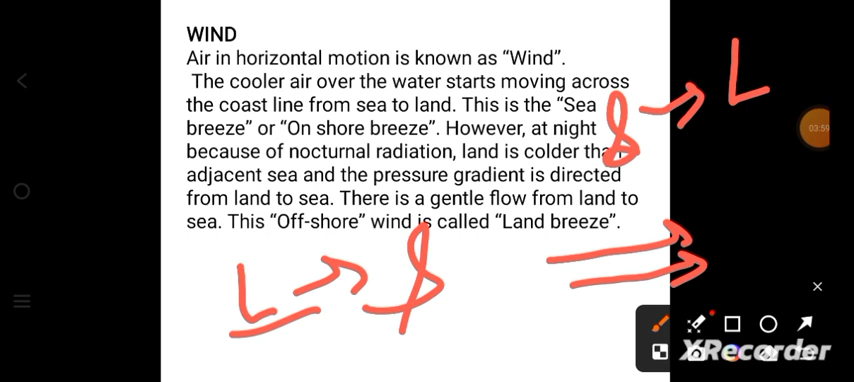 WIND
Air in horizontal motion is known as “Wind”.
The cooler air over the water starts moving across
the coast line from sea to land. This is the “Sea
breeze” or “On shore breeze”. However, at night
because of nocturnal radiation, land is colder than
adjacent sea and the pressure gradient is directed
from land to sea. There is a gentle flow from land to
sea. This “Off-shore” wind is called “Land breeze”.
S → L
L → S
03:59
XRecorder